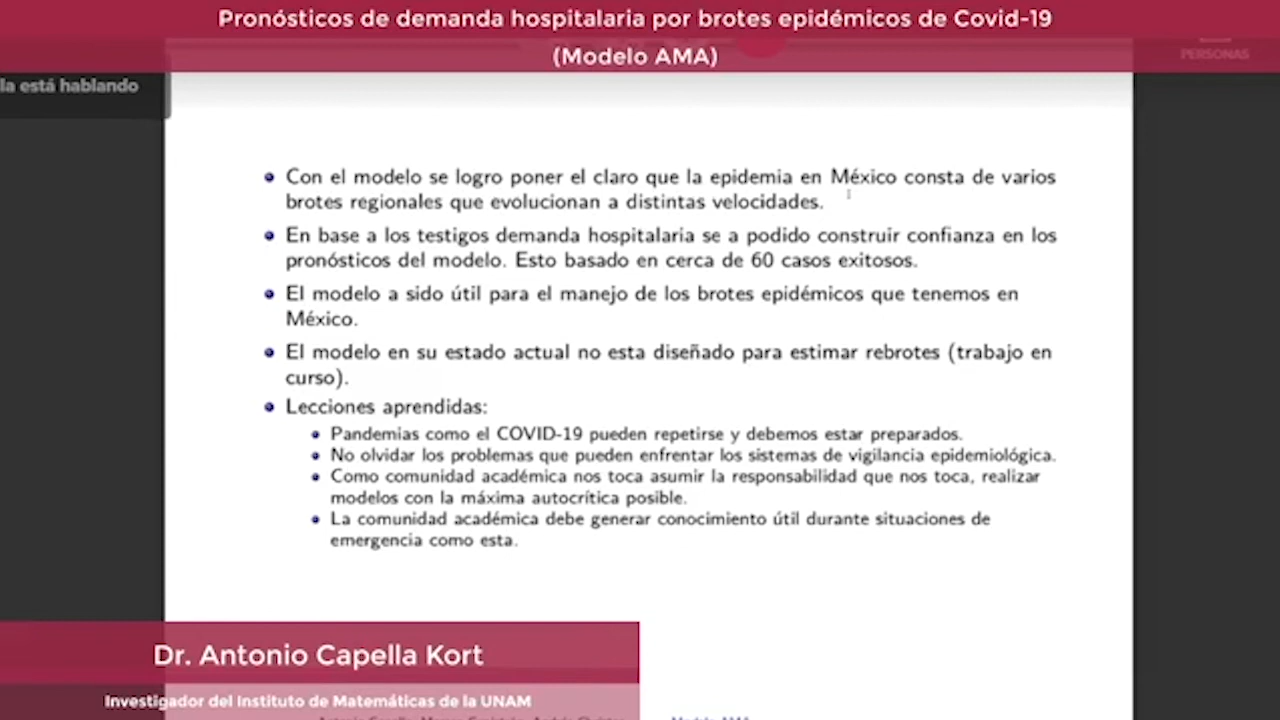 Pronósticos de demanda hospitalaria por brotes epidémicos de Covid-19
(Modelo AMA)
PERSONAS
la está hablando
Con el modelo se logro poner el claro que la epidemia en México consta de varios
brotes regionales que evolucionan a distintas velocidades.
En base a los testigos demanda hospitalaria se a podido construir confianza en los
pronósticos del modelo. Esto basado en cerca de 60 casos exitosos.
El modelo a sido útil para el manejo de los brotes epidémicos que tenemos en
México.
El modelo en su estado actual no esta diseñado para estimar rebrotes (trabajo en
curso).
Lecciones aprendidas:
Pandemias como el COVID-19 pueden repetirse y debemos estar preparados.
No olvidar los problemas que pueden enfrentar los sistemas de vigilancia epidemiológica.
Como comunidad académica nos toca asumir la responsabilidad que nos toca, realizar
modelos con la máxima autocrítica posible.
La comunidad académica debe generar conocimiento útil durante situaciones de
emergencia como esta.
Dr. Antonio Capella Kort
Investigador del Instituto de Matemáticas de la UNAM